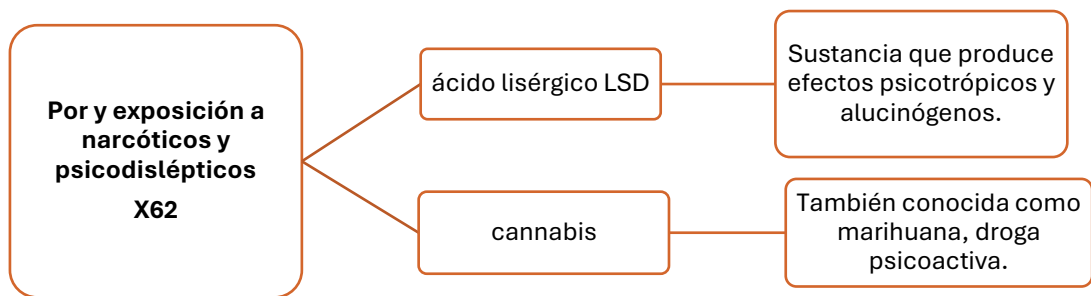 Por y exposición a
narcóticos y
psicodislépticos
X62
ácido lisérgico LSD
Sustancia que produce
efectos psicotrópicos y
alucinógenos.
cannabis
También conocida como
marihuana, droga
psicoactiva.